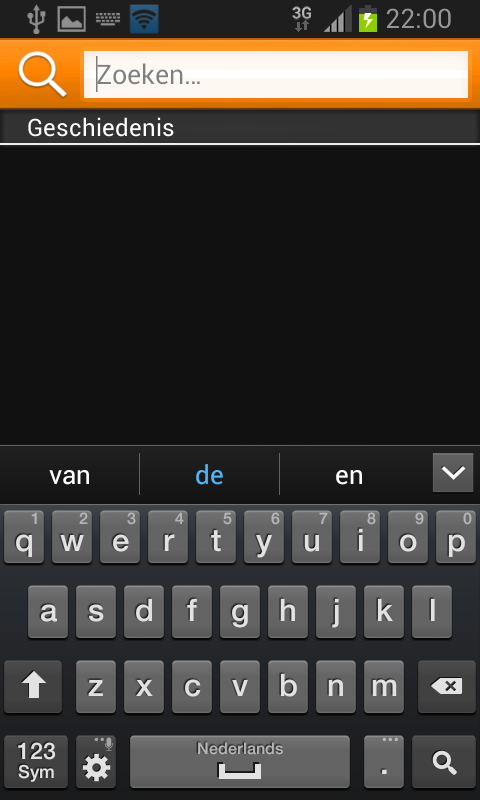 3G 22:00
Zoeken...
Geschiedenis
van de en
1 2 3 4 5 6 7 8 9 0
q w e r t y u i o p
a s d f g h j k l
z x c v b n m
123
Sym
Nederlands
.